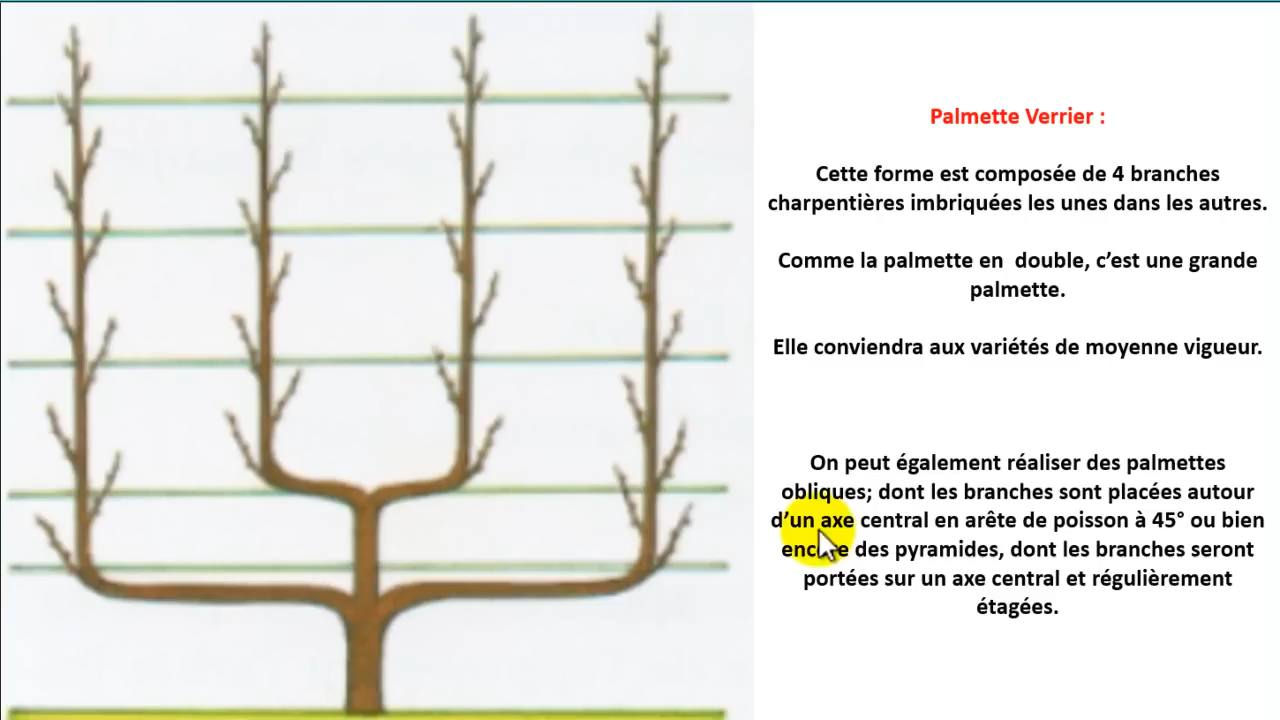 Palmette Verrier :
Cette forme est composée de 4 branches
charpentières imbriquées les unes dans les autres.
Comme la palmette en  double, c’est une grande
palmette.
Elle conviendra aux variétés de moyenne vigueur.
On peut également réaliser des palmettes
obliques; dont les branches sont placées autour
d’un axe central en arête de poisson à 45° ou bien
encore des pyramides, dont les branches seront
portées sur un axe central et régulièrement
étagées.